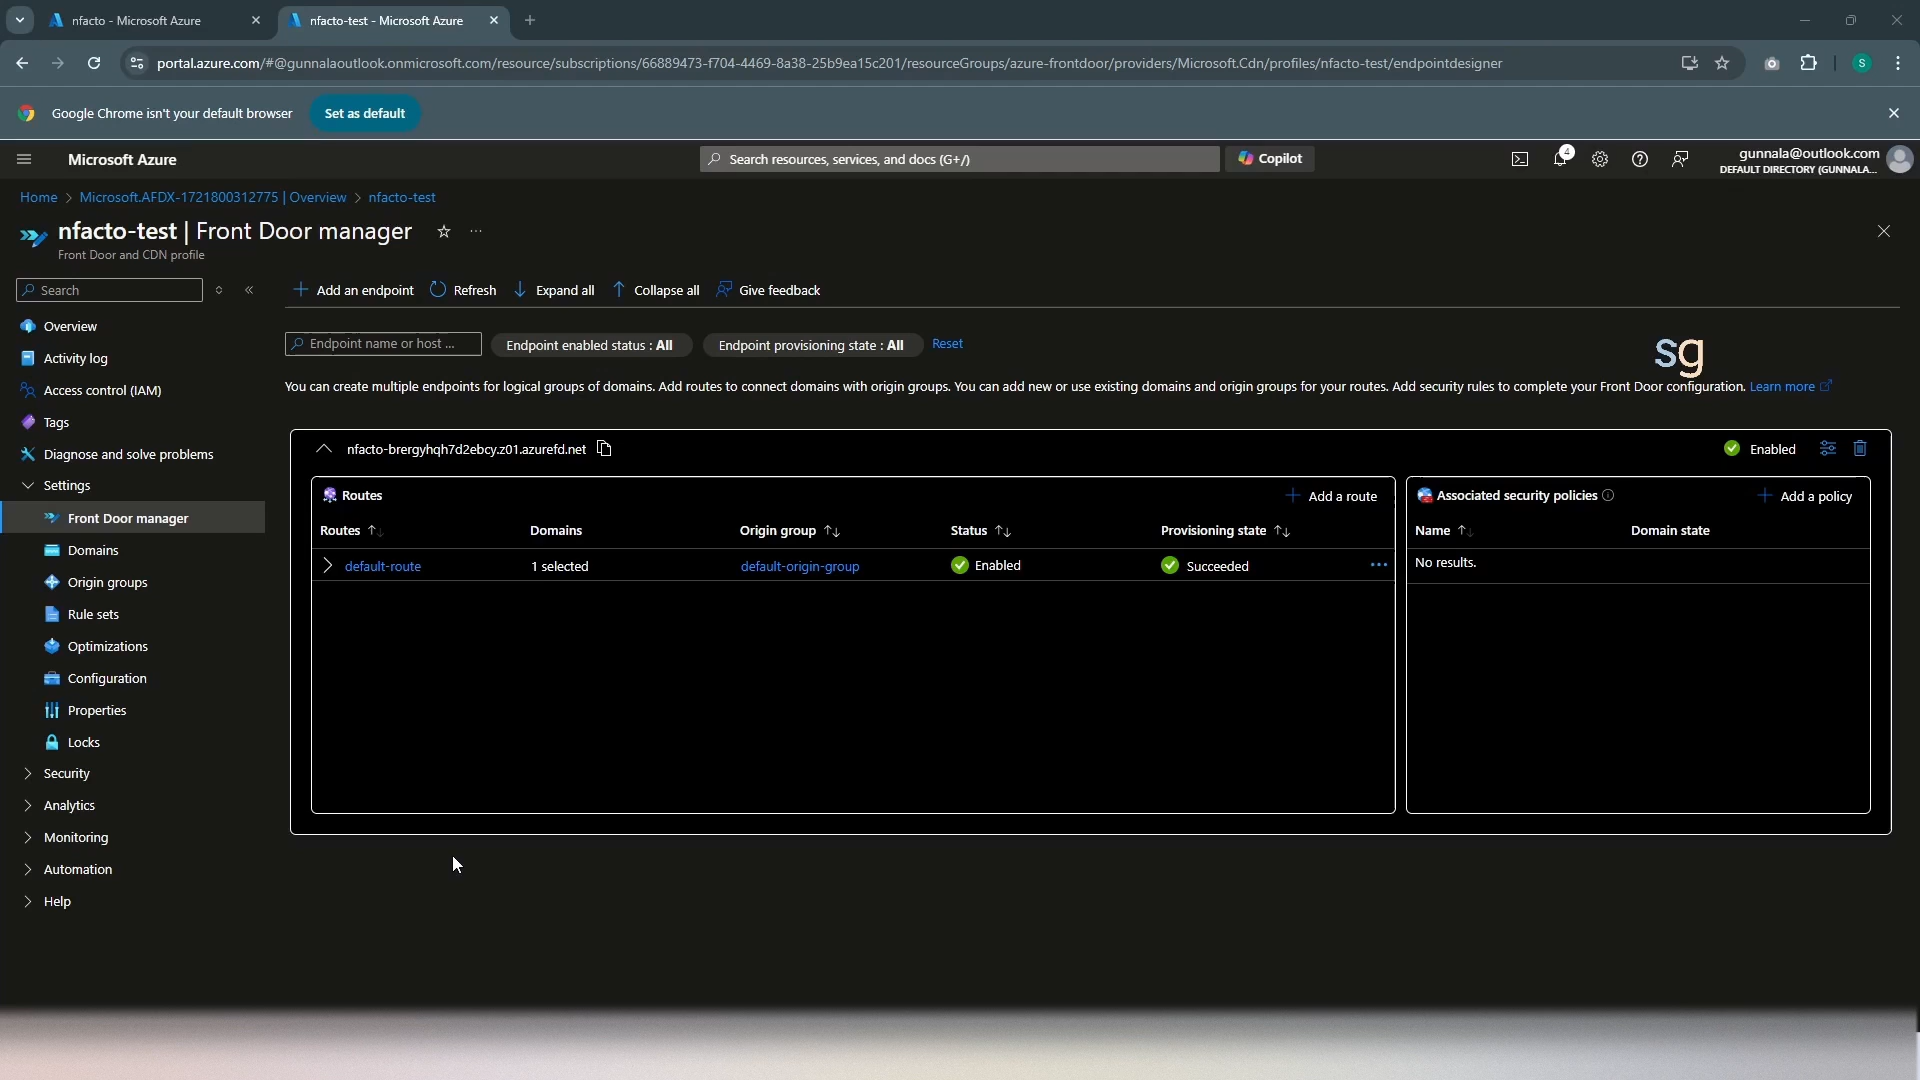 nfacto - Microsoft Azure
nfacto-test - Microsoft Azure
portal.azure.com/#@gunnalaoutlook.onmicrosoft.com/resource/subscriptions/66889473-f704-4469-8a38-25b9ea15c201/resourceGroups/azure-frontdoor/providers/Microsoft.Cdn/profiles/nfacto-test/endpointdesigner
S
Google Chrome isn't your default browser
Set as default
Microsoft Azure
Search resources, services, and docs (G+/)
Copilot
4
gunnala@outlook.com
DEFAULT DIRECTORY (GUNNALA...
Home > Microsoft.AFDX-1721800312775 | Overview > nfacto-test
nfacto-test | Front Door manager
Front Door and CDN profile
Search
Add an endpoint
Refresh
Expand all
Collapse all
Give feedback
Overview
Activity log
Access control (IAM)
Tags
Diagnose and solve problems
Settings
Front Door manager
Domains
Origin groups
Rule sets
Optimizations
Configuration
Properties
Locks
Security
Analytics
Monitoring
Automation
Help
Endpoint name or host ...
Endpoint enabled status : All
Endpoint provisioning state : All
Reset
sg
You can create multiple endpoints for logical groups of domains. Add routes to connect domains with origin groups. You can add new or use existing domains and origin groups for your routes. Add security rules to complete your Front Door configuration. Learn more
nfacto-brergyhqh7d2ebcy.z01.azurefd.net
Enabled
Routes
Add a route
Routes Domains Origin group Status Provisioning state
default-route 1 selected default-origin-group Enabled Succeeded ...
Associated security policies
Add a policy
Name Domain state
No results.